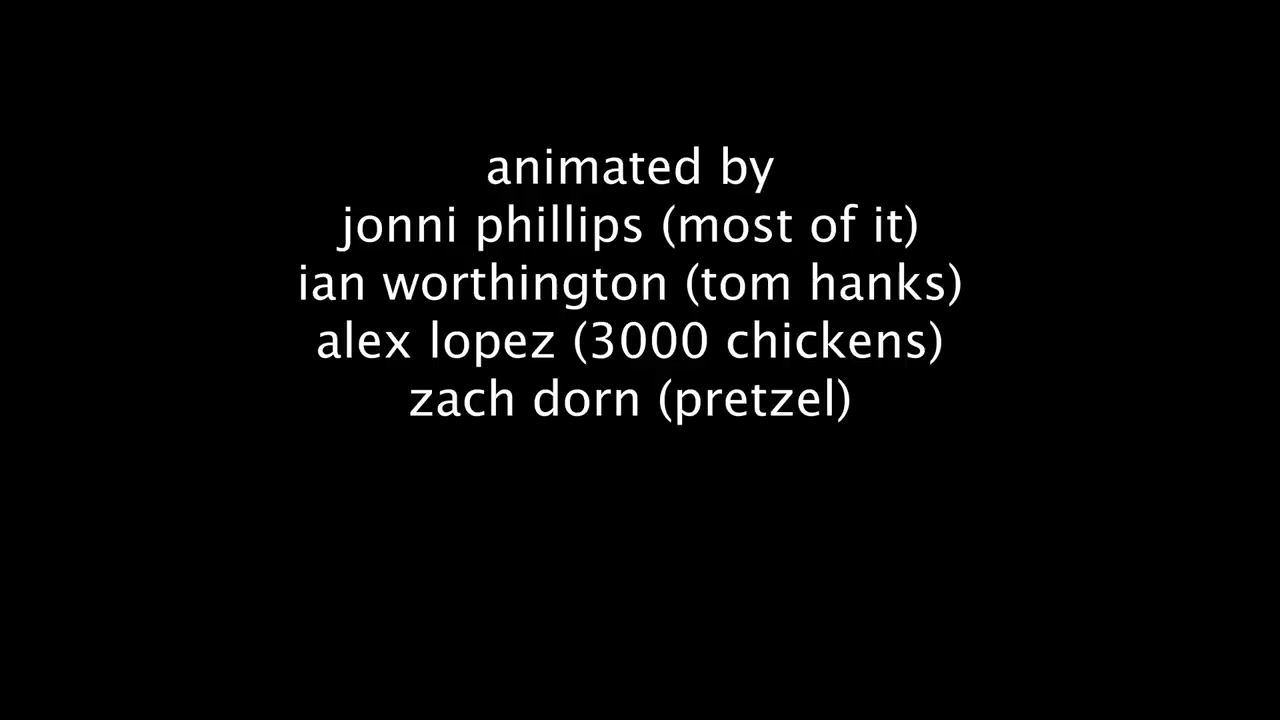 animated by
jonni phillips (most of it)
ian worthington (tom hanks)
alex lopez (3000 chickens)
zach dorn (pretzel)